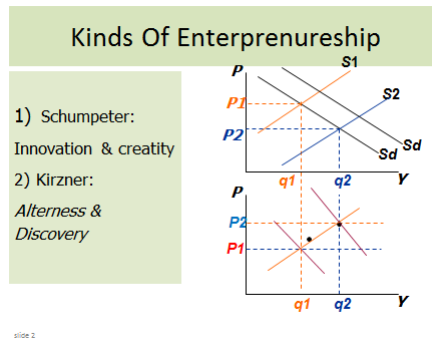 Kinds Of Enterprenureship
1) Schumpeter:
Innovation & creatity
2) Kirzner:
Alterness &
Discovery
P
S1
P1
S2
P2
Sd
Sd
q1
q2
Y
P
P2
P1
q1
q2
Y
slide 2